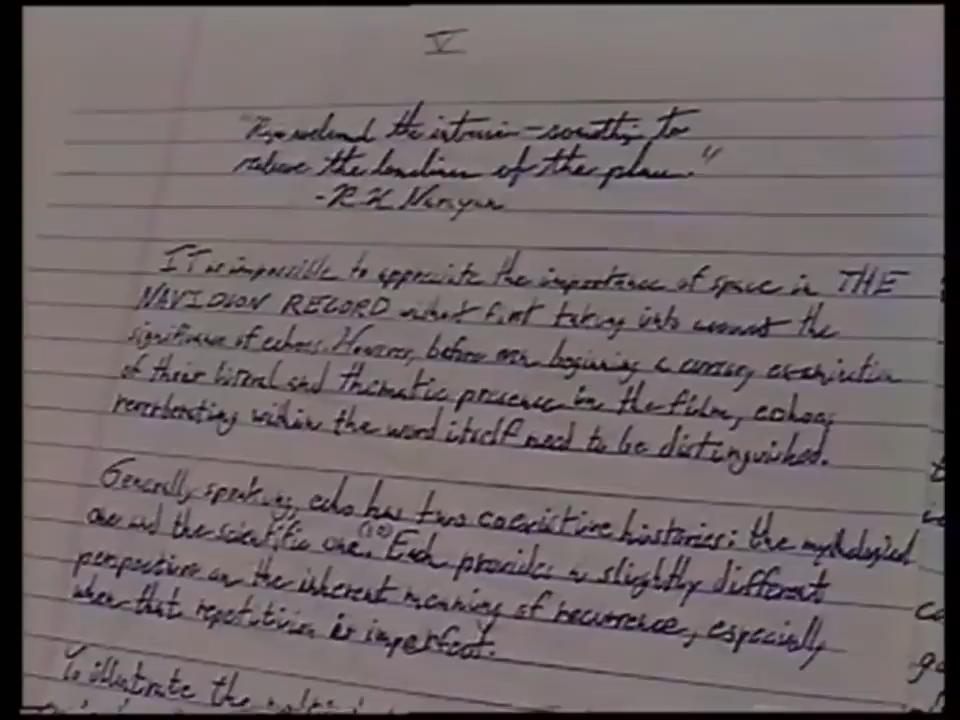 V
"Raju welcomed the intrusion—something to
relieve the loneliness of the place."
-R K Narayan
IT is impossible to appreciate the importance of space in THE
NAVIDSON RECORD without first taking into account the
significance of echoes. However, before even beginning a cursory examination
of their literal and thematic presence in the film, echoes
reverberating within the word itself need to be distinguished.
Generally speaking, echo has two coexisting histories: the mythological
one and the scientific one. Each provides a slightly different
perspective on the inherent meaning of recurrence, especially
when that repetition is imperfect.
To illustrate the